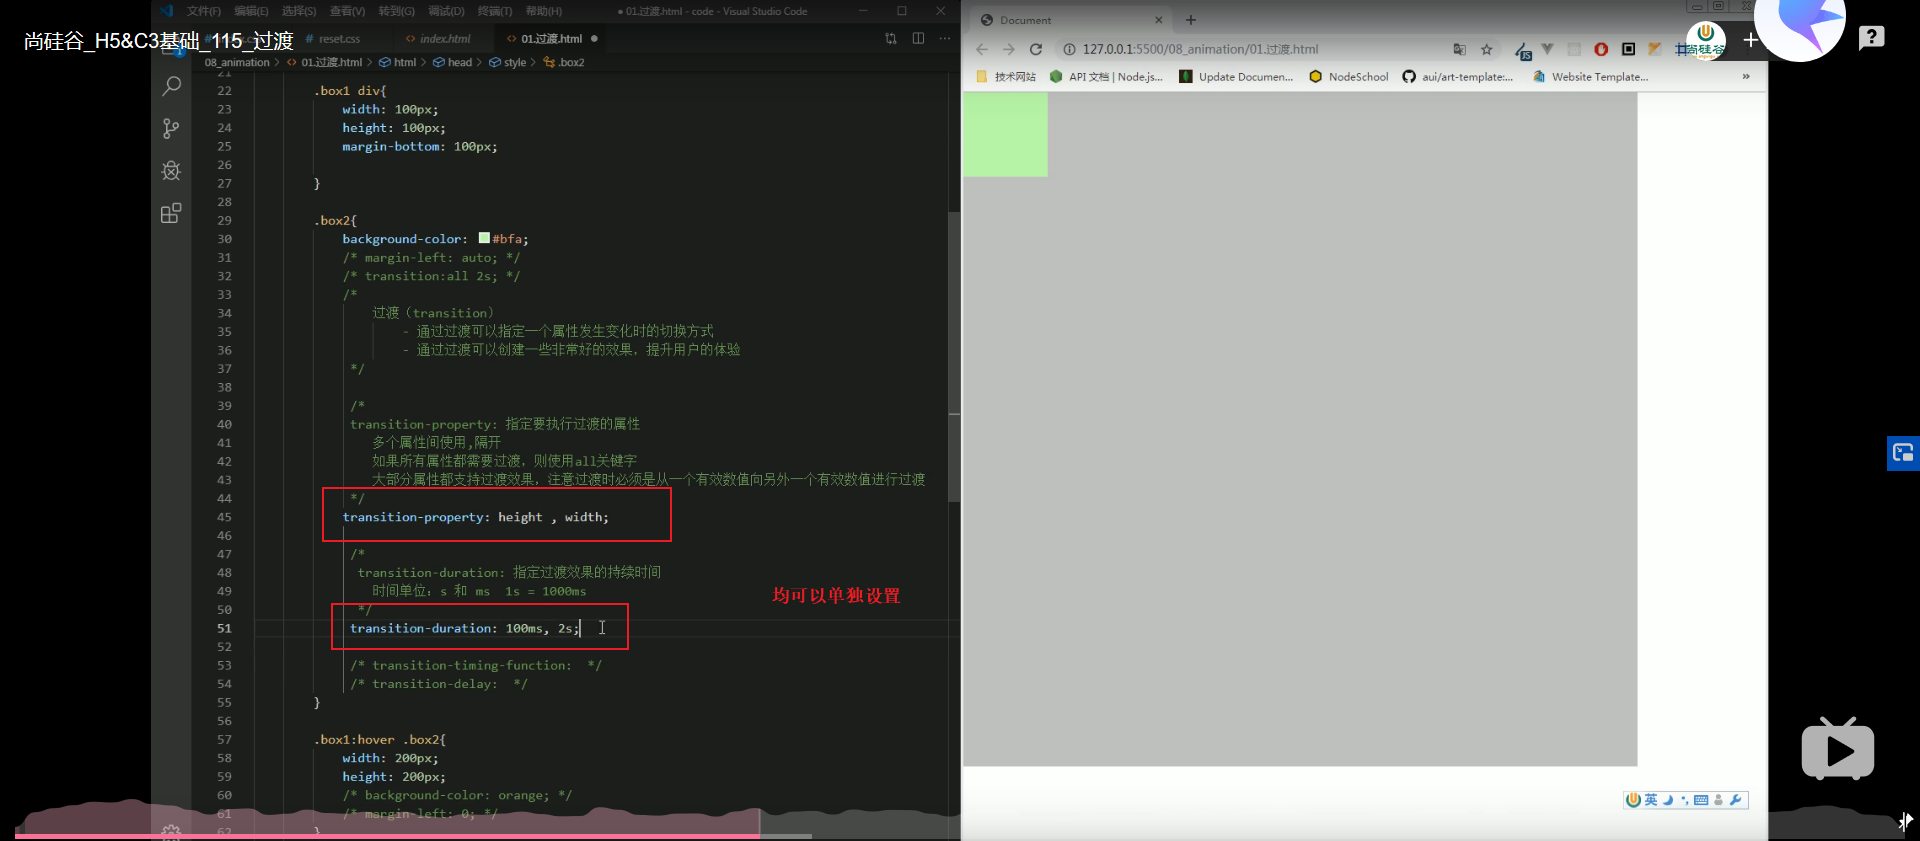 文件(F) 编辑(E) 选择(S) 查看(V) 转到(G) 调试(D) 终端(T) 帮助(H) ● 01.过渡.html - code - Visual Studio Code
尚硅谷_H5&C3基础_115_过渡
# reset.css <> index.html <> 01.过渡.html ●
08_animation > <> 01.过渡.html > html > head > style > .box2
21
22 .box1 div{
23 width: 100px;
24 height: 100px;
25 margin-bottom: 100px;
26
27 }
28
29 .box2{
30 background-color: #bfa;
31 /* margin-left: auto; */
32 /* transition:all 2s; */
33 /*
34 过渡（transition）
35 - 通过过渡可以指定一个属性发生变化时的切换方式
36 - 通过过渡可以创建一些非常好的效果，提升用户的体验
37 */
38
39 /*
40 transition-property: 指定要执行过渡的属性
41 多个属性间使用,隔开
42 如果所有属性都需要过渡，则使用all关键字
43 大部分属性都支持过渡效果，注意过渡时必须是从一个有效数值向另外一个有效数值进行过渡
44 */
45 transition-property: height , width;
46
47 /*
48 transition-duration: 指定过渡效果的持续时间
49 时间单位：s 和 ms 1s = 1000ms
均可以单独设置
50 */
51 transition-duration: 100ms, 2s;
52
53 /* transition-timing-function: */
54 /* transition-delay: */
55 }
56
57 .box1:hover .box2{
58 width: 200px;
59 height: 200px;
60 /* background-color: orange; */
61 /* margin-left: 0; */
62 }
Document
127.0.0.1:5500/08_animation/01.过渡.html
JS
尚硅谷
技术网站 API 文档 | Node.js... Update Documen... NodeSchool aui/art-template:... Website Template... »
英